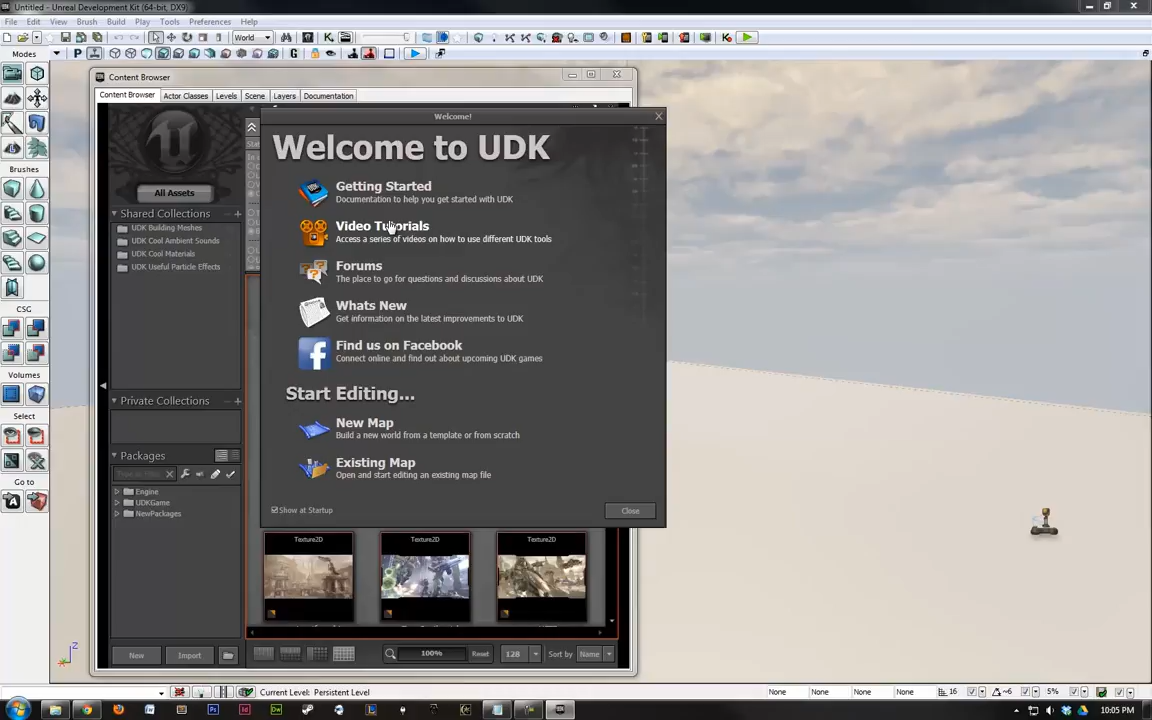 Untitled - Unreal Development Kit (64-bit, DX9)
File Edit View Brush Build Play Tools Preferences Help
World
Modes
Content Browser
Content Browser Actor Classes Levels Scene Layers Documentation
Welcome!
Welcome to UDK
Getting Started
Documentation to help you get started with UDK
Video Tutorials
Access a series of videos on how to use different UDK tools
Forums
The place to go for questions and discussions about UDK
Whats New
Get information on the latest improvements to UDK
Find us on Facebook
Connect online and find out about upcoming UDK games
Start Editing...
New Map
Build a new world from a template or from scratch
Existing Map
Open and start editing an existing map file
Show at Startup
Close
All Assets
Shared Collections
UDK Building Meshes
UDK Cool Ambient Sounds
UDK Cool Materials
UDK Useful Particle Effects
Private Collections
Packages
Engine
UDKGame
NewPackages
New Import
Brushes
CSG
Volumes
Select
Go to
Texture2D Texture2D Texture2D
100% Reset 128 Sort by Name
Z
Current Level: Persistent Level
None None None None 16 ~6 5%
10:05 PM